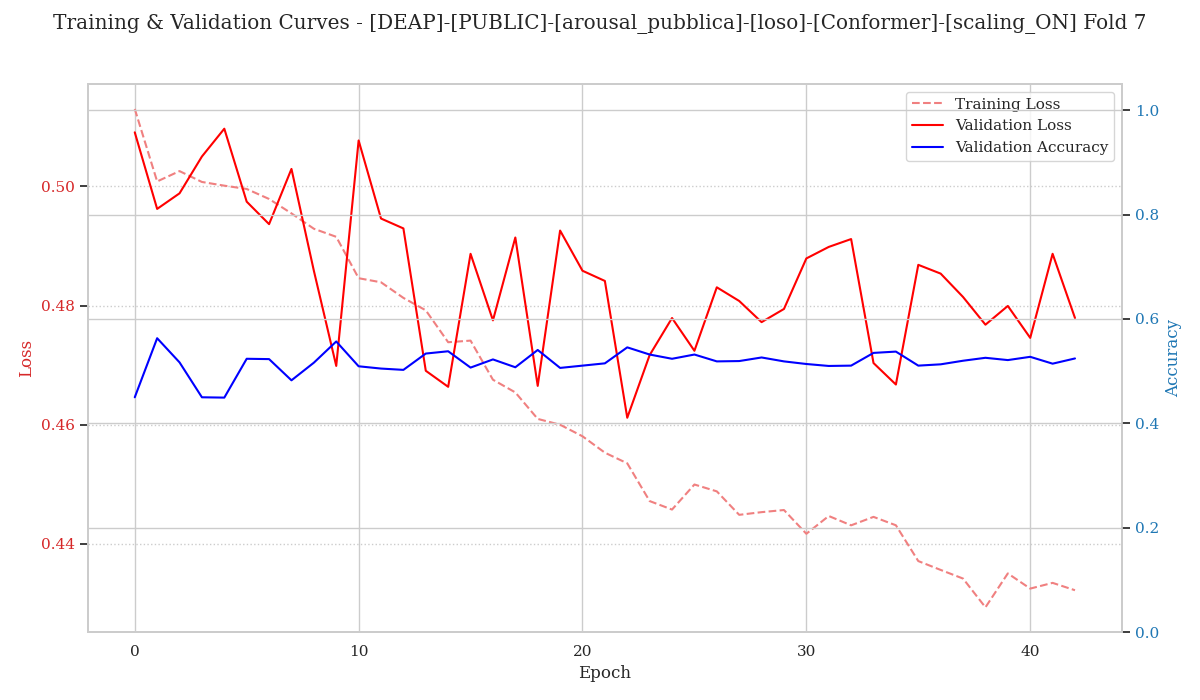 Training & Validation Curves - [DEAP]-[PUBLIC]-[arousal_pubblica]-[loso]-[Conformer]-[scaling_ON] Fold 7
Training Loss
Validation Loss
Validation Accuracy
Loss
0.50
0.48
0.46
0.44
1.0
0.8
0.6
0.4
0.2
0.0
Accuracy
0
10
20
30
40
Epoch